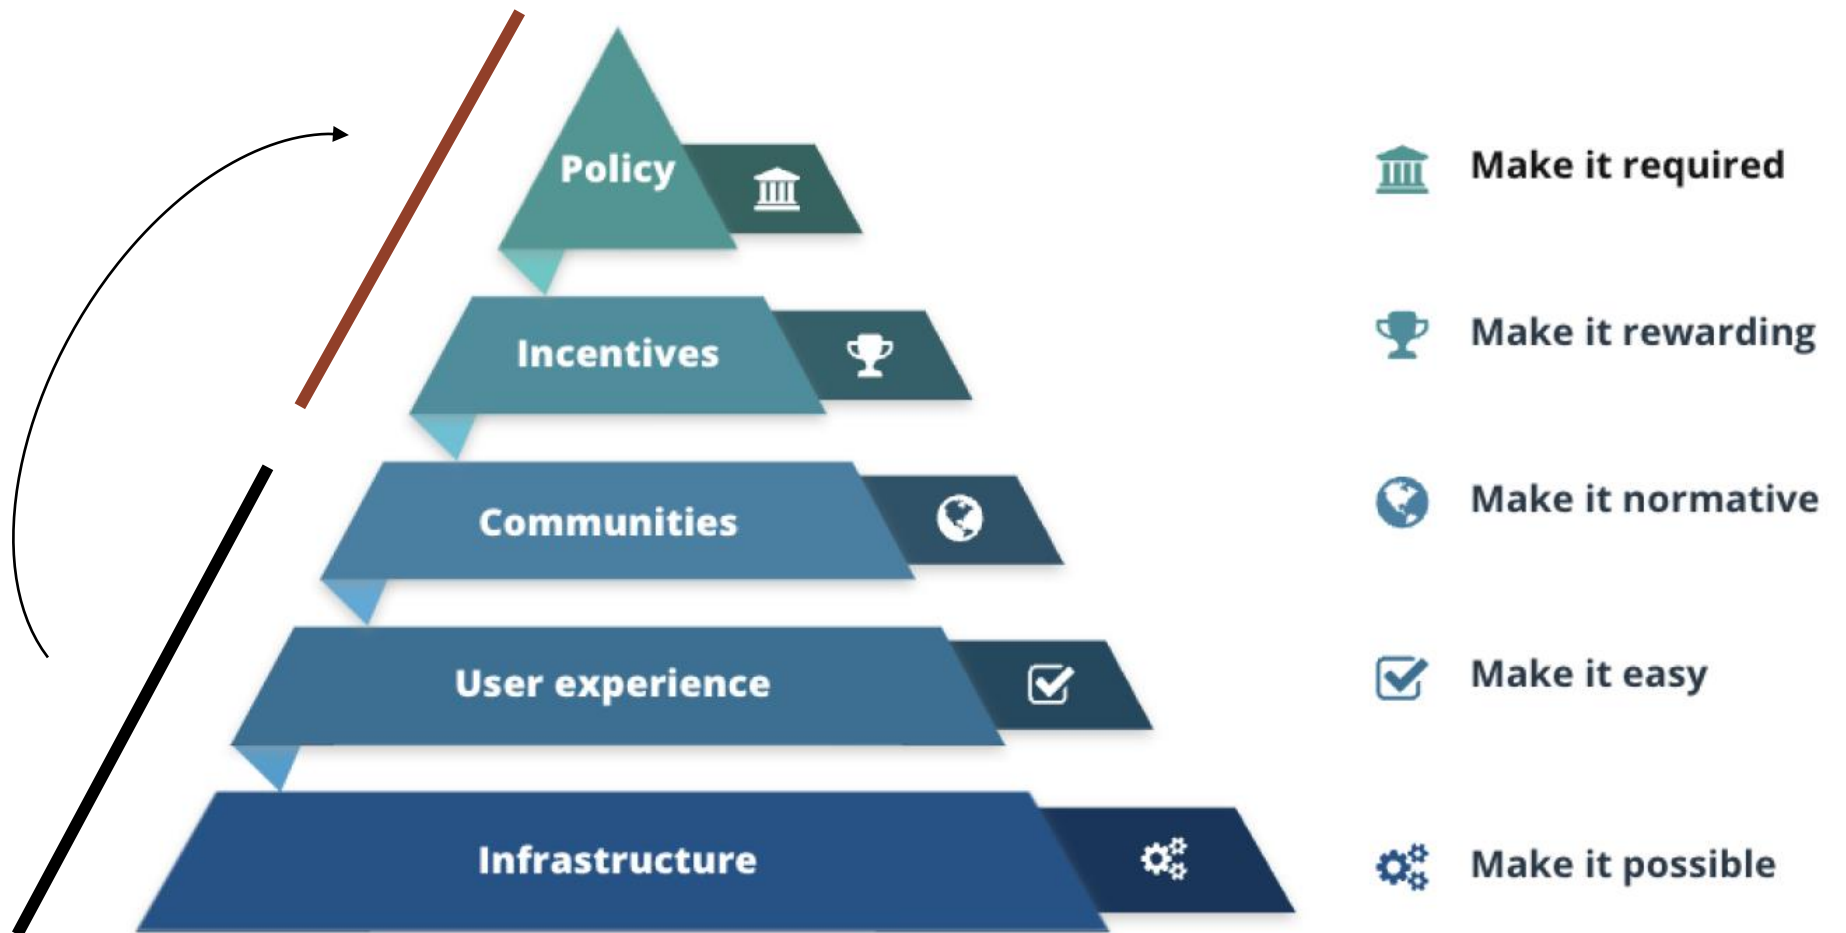 Policy
Make it required
Incentives
Make it rewarding
Communities
Make it normative
User experience
Make it easy
Infrastructure
Make it possible